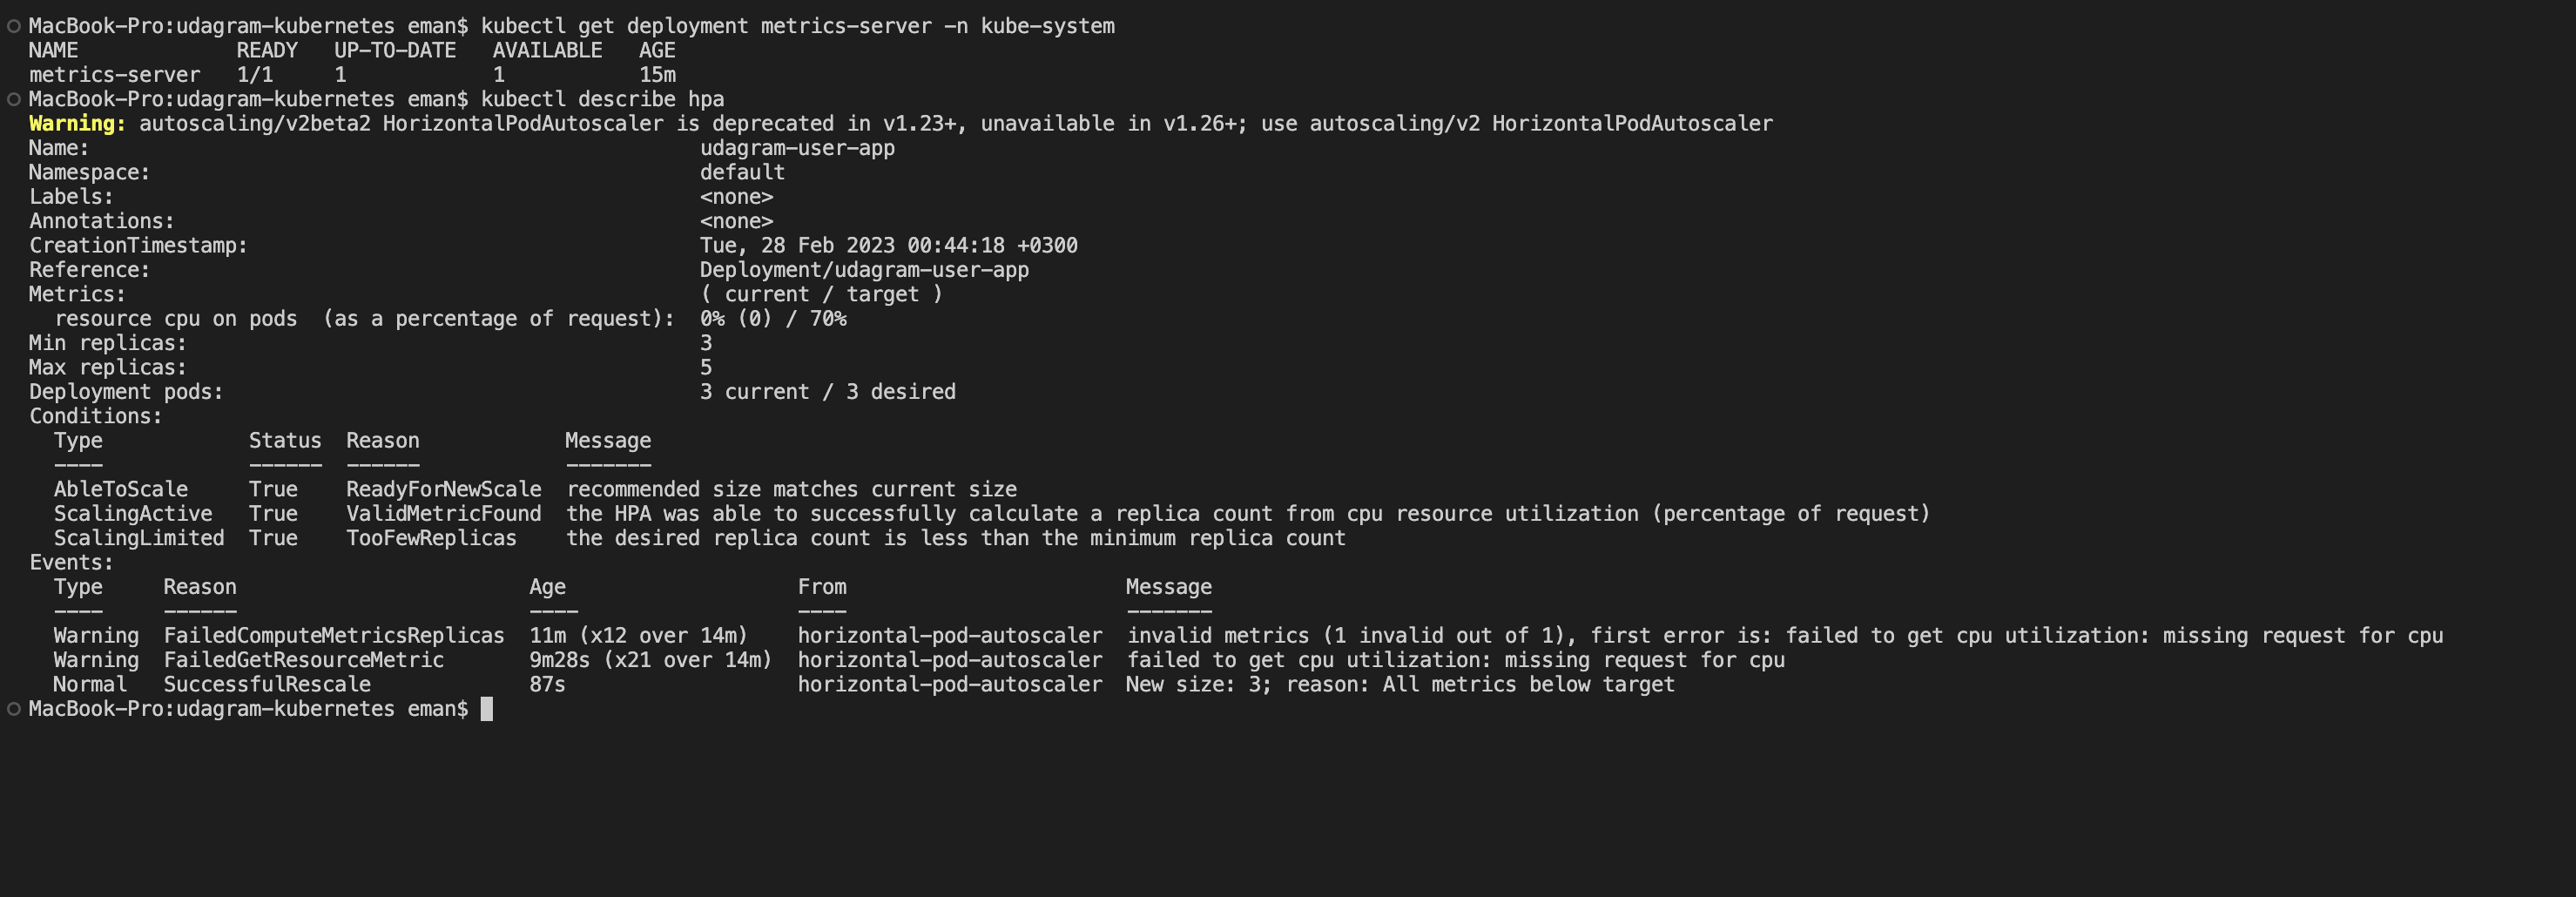 MacBook-Pro:udagram-kubernetes eman$ kubectl get deployment metrics-server -n kube-system
NAME             READY   UP-TO-DATE   AVAILABLE   AGE
metrics-server   1/1     1            1           15m
MacBook-Pro:udagram-kubernetes eman$ kubectl describe hpa
Warning: autoscaling/v2beta2 HorizontalPodAutoscaler is deprecated in v1.23+, unavailable in v1.26+; use autoscaling/v2 HorizontalPodAutoscaler
Name:                                                  udagram-user-app
Namespace:                                             default
Labels:                                                <none>
Annotations:                                           <none>
CreationTimestamp:                                     Tue, 28 Feb 2023 00:44:18 +0300
Reference:                                             Deployment/udagram-user-app
Metrics:                                               ( current / target )
  resource cpu on pods  (as a percentage of request):  0% (0) / 70%
Min replicas:                                          3
Max replicas:                                          5
Deployment pods:                                       3 current / 3 desired
Conditions:
  Type            Status  Reason            Message
  ----            ------  ------            -------
  AbleToScale     True    ReadyForNewScale  recommended size matches current size
  ScalingActive   True    ValidMetricFound  the HPA was able to successfully calculate a replica count from cpu resource utilization (percentage of request)
  ScalingLimited  True    TooFewReplicas    the desired replica count is less than the minimum replica count
Events:
  Type     Reason                        Age                   From                       Message
  ----     ------                        ----                  ----                       -------
  Warning  FailedComputeMetricsReplicas  11m (x12 over 14m)    horizontal-pod-autoscaler  invalid metrics (1 invalid out of 1), first error is: failed to get cpu utilization: missing request for cpu
  Warning  FailedGetResourceMetric       9m28s (x21 over 14m)  horizontal-pod-autoscaler  failed to get cpu utilization: missing request for cpu
  Normal   SuccessfulRescale             87s                   horizontal-pod-autoscaler  New size: 3; reason: All metrics below target
MacBook-Pro:udagram-kubernetes eman$